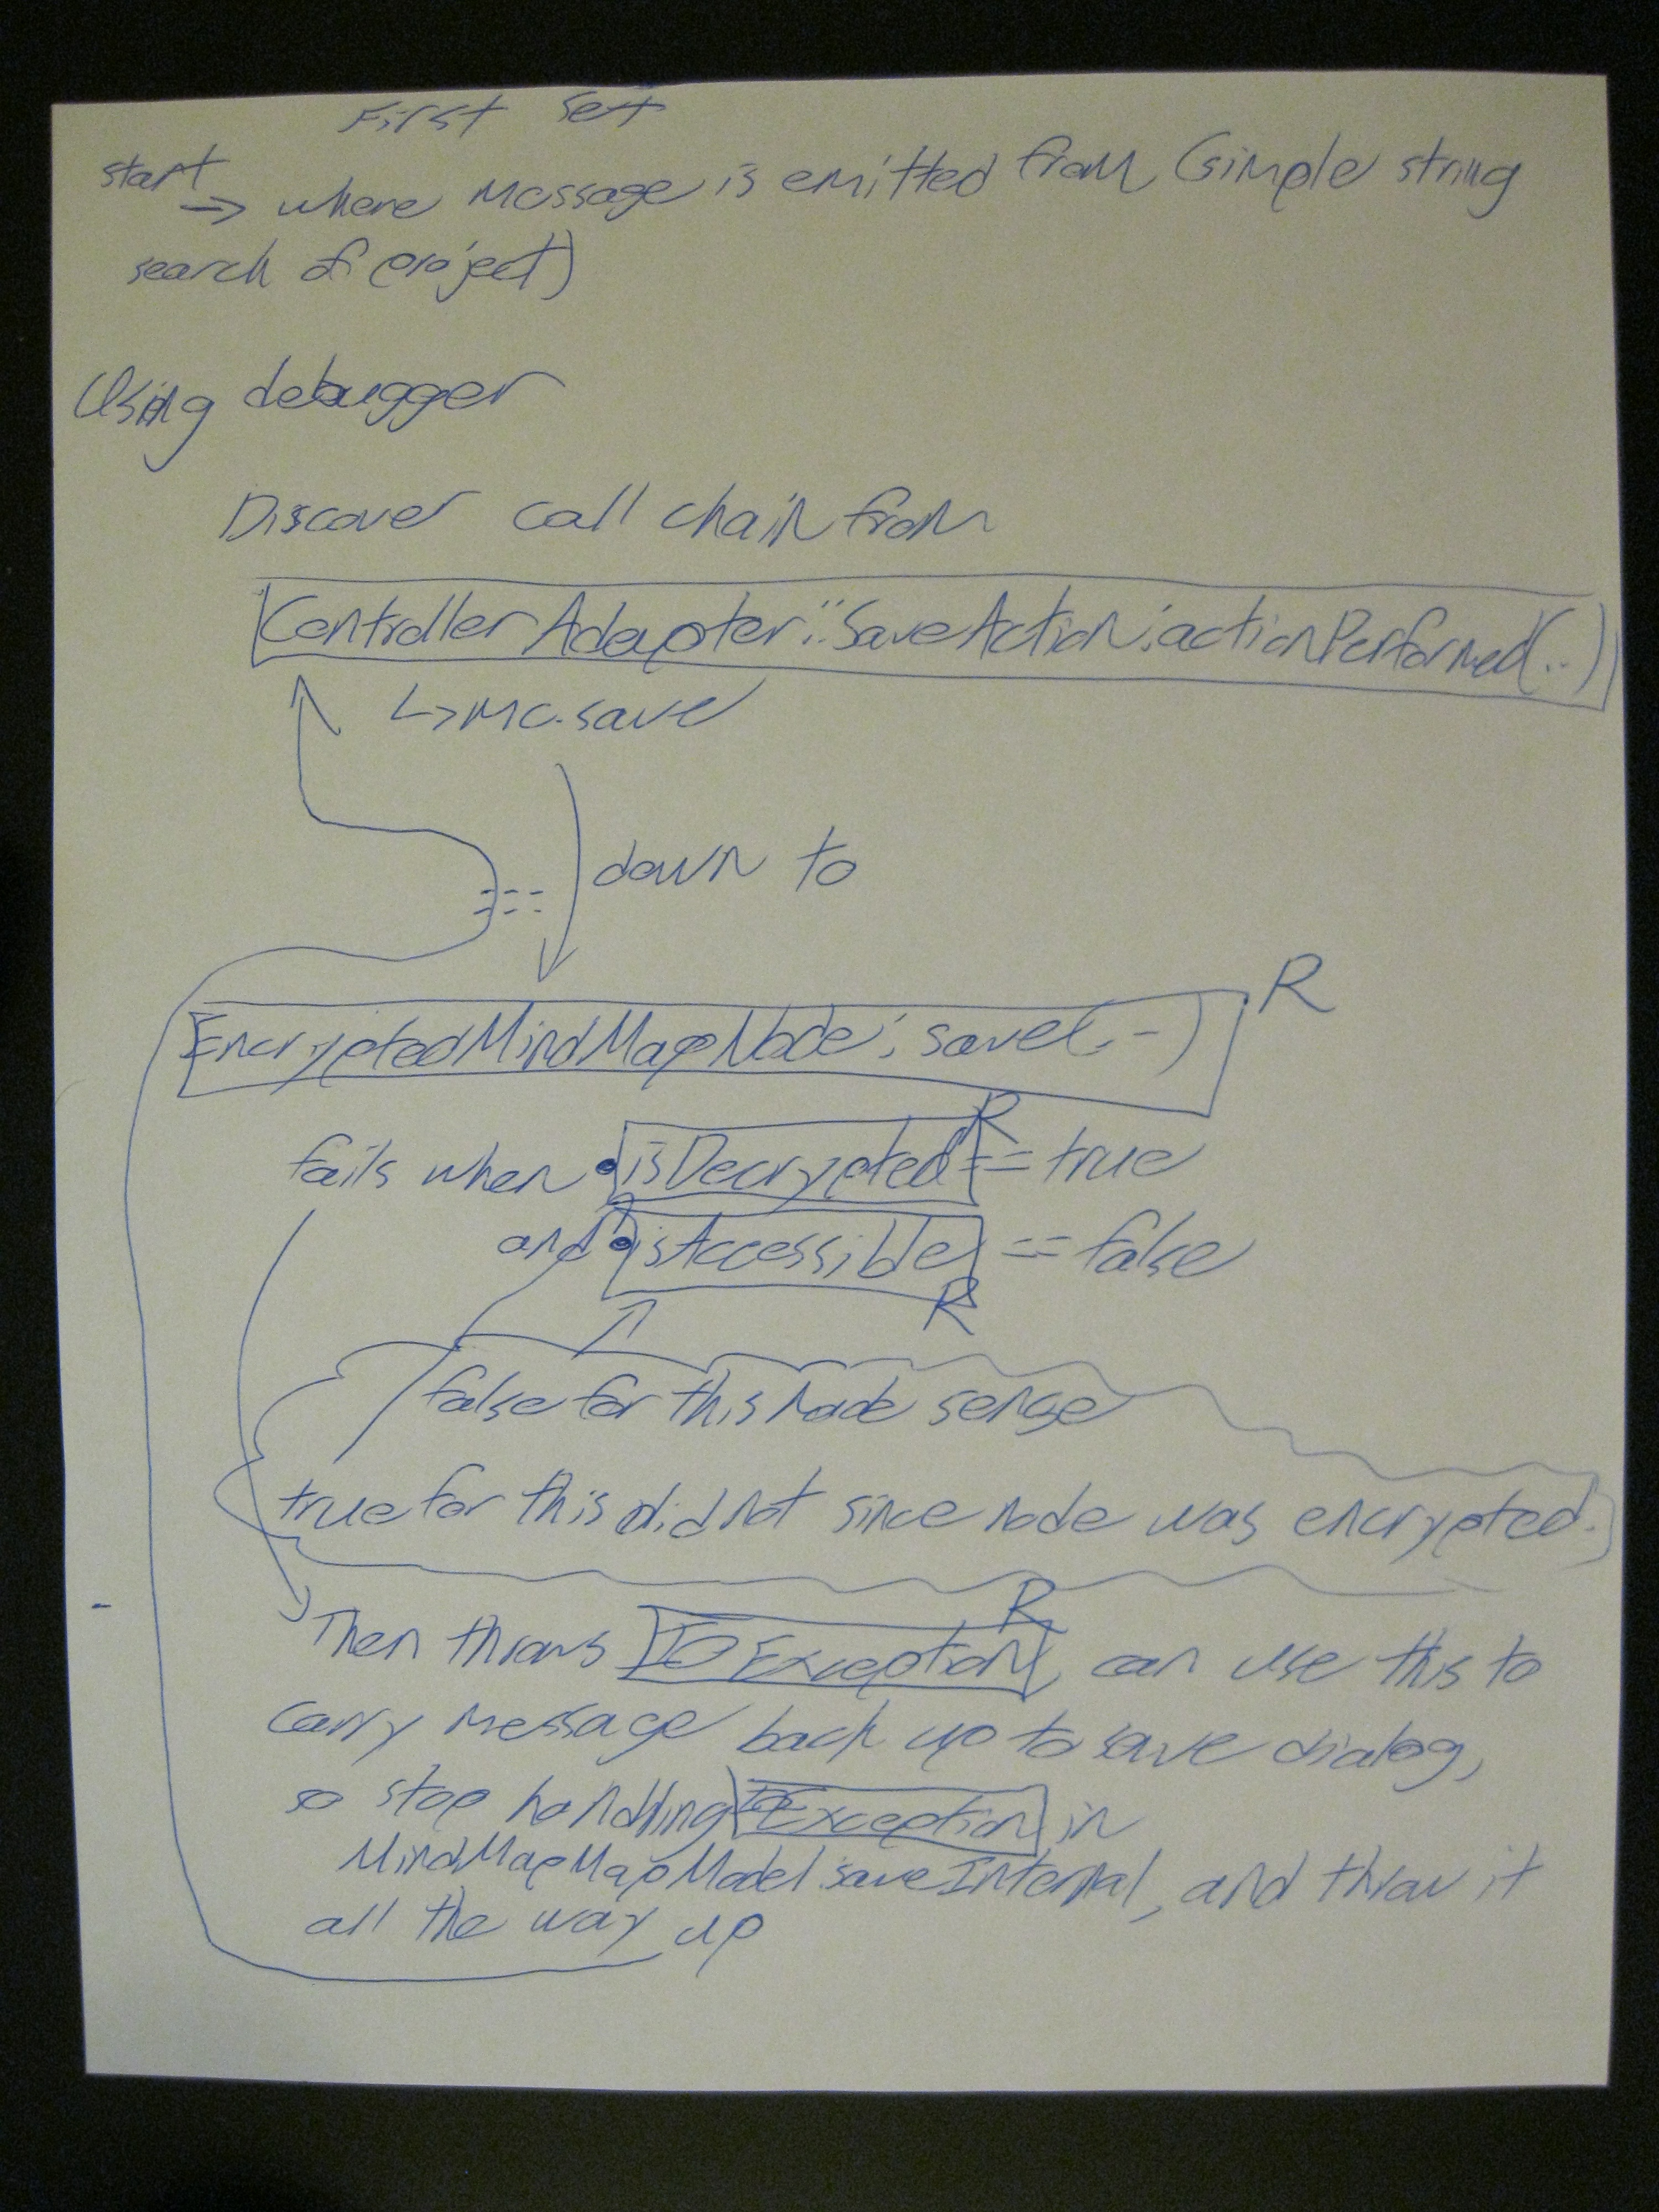 First set
start
→ where message is emitted from (simple string
search of project)
Using debugger
Discover call chain from
ControllerAdapter::SaveAction:actionPerformed(..)
↳ mc.save
down to
EncryptedMindMapNode:save(..)
R
fails when • isDecrypted == true
R
and • isAccessible == false
R
false for this made sense
true for this did not since node was encrypted.
R
Then throws IOException, can use this to
carry message back up to save dialog,
so stop handling IOException in
MindMapMapModel.saveInternal, and throw it
all the way up